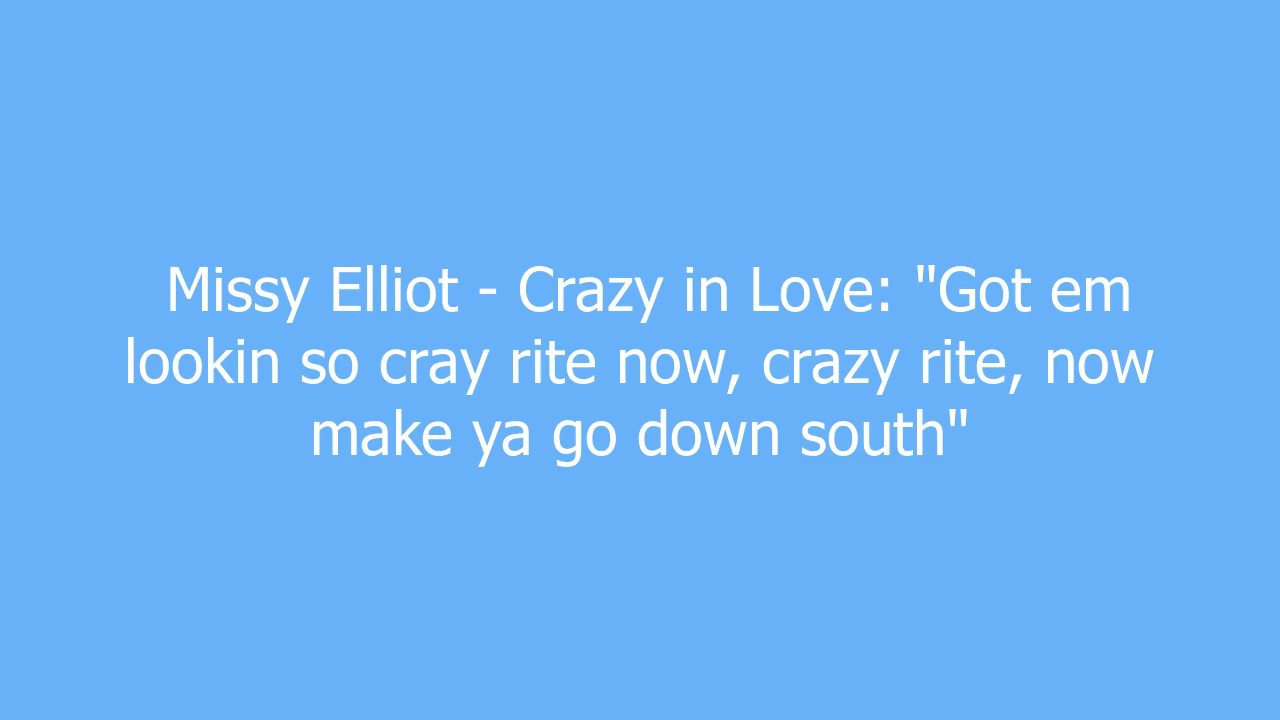 Missy Elliot - Crazy in Love: "Got em
lookin so cray rite now, crazy rite, now
make ya go down south"